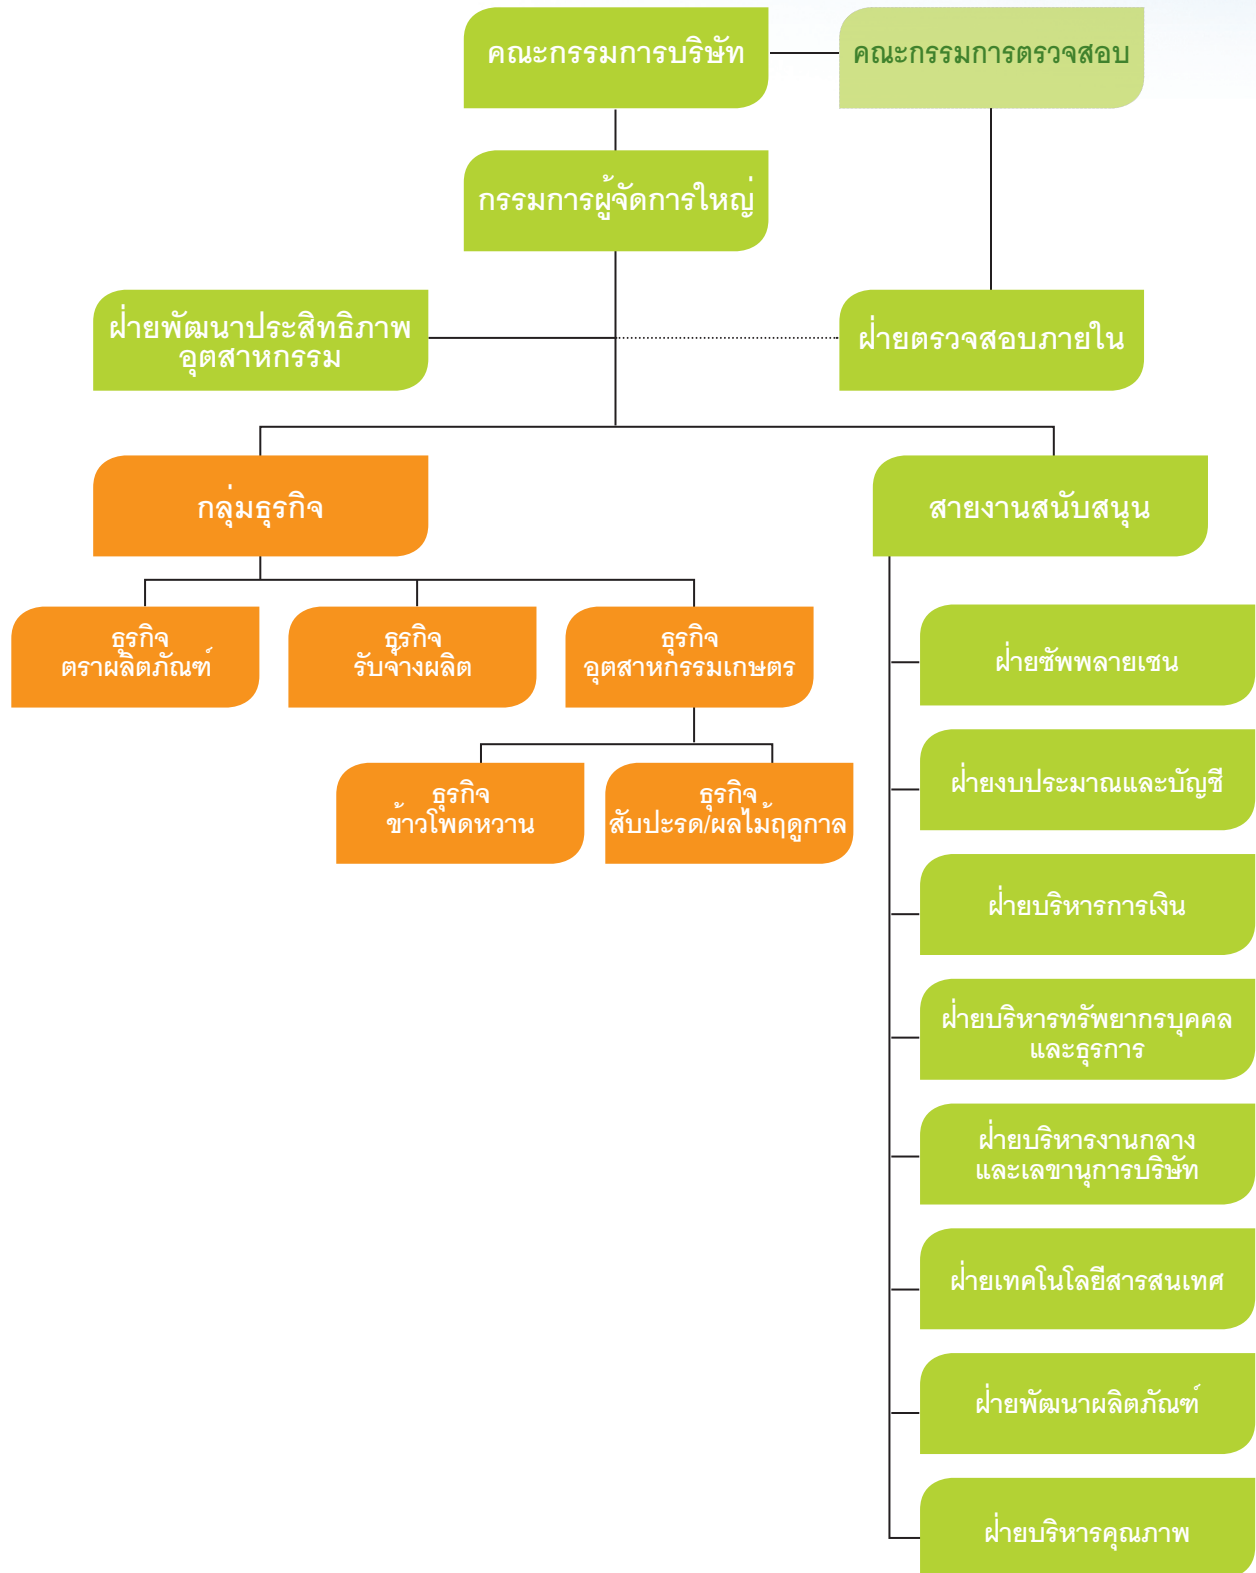 คณะกรรมการบริษัท
คณะกรรมการตรวจสอบ
กรรมการผู้จัดการใหญ่
ฝ่ายพัฒนาประสิทธิภาพ
อุตสาหกรรม
ฝ่ายตรวจสอบภายใน
กลุ่มธุรกิจ
สายงานสนับสนุน
ธุรกิจ
ตราผลิตภัณฑ์
ธุรกิจ
รับจ้างผลิต
ธุรกิจ
อุตสาหกรรมเกษตร
ธุรกิจ
ข้าวโพดหวาน
ธุรกิจ
สับปะรด/ผลไม้ฤดูกาล
ฝ่ายซัพพลายเชน
ฝ่ายงบประมาณและบัญชี
ฝ่ายบริหารการเงิน
ฝ่ายบริหารทรัพยากรบุคคล
และธุรการ
ฝ่ายบริหารงานกลาง
และเลขานุการบริษัท
ฝ่ายเทคโนโลยีสารสนเทศ
ฝ่ายพัฒนาผลิตภัณฑ์
ฝ่ายบริหารคุณภาพ